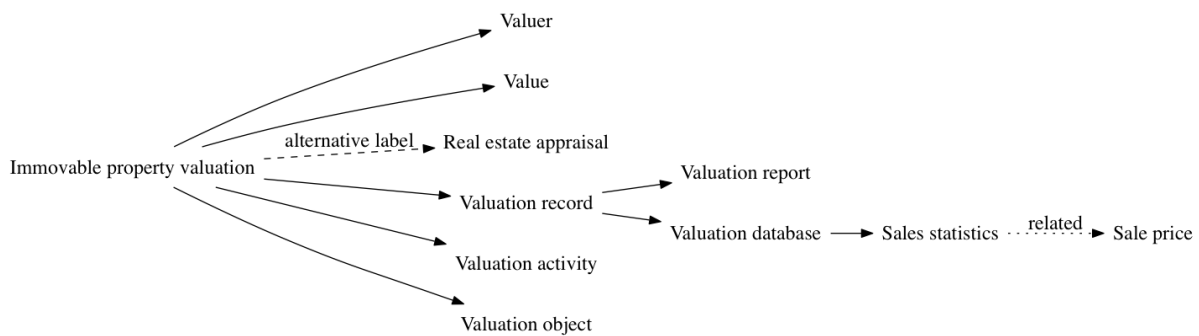 Valuer
Value
alternative label
Real estate appraisal
Immovable property valuation
Valuation report
Valuation record
Valuation database
Sales statistics
related
Sale price
Valuation activity
Valuation object